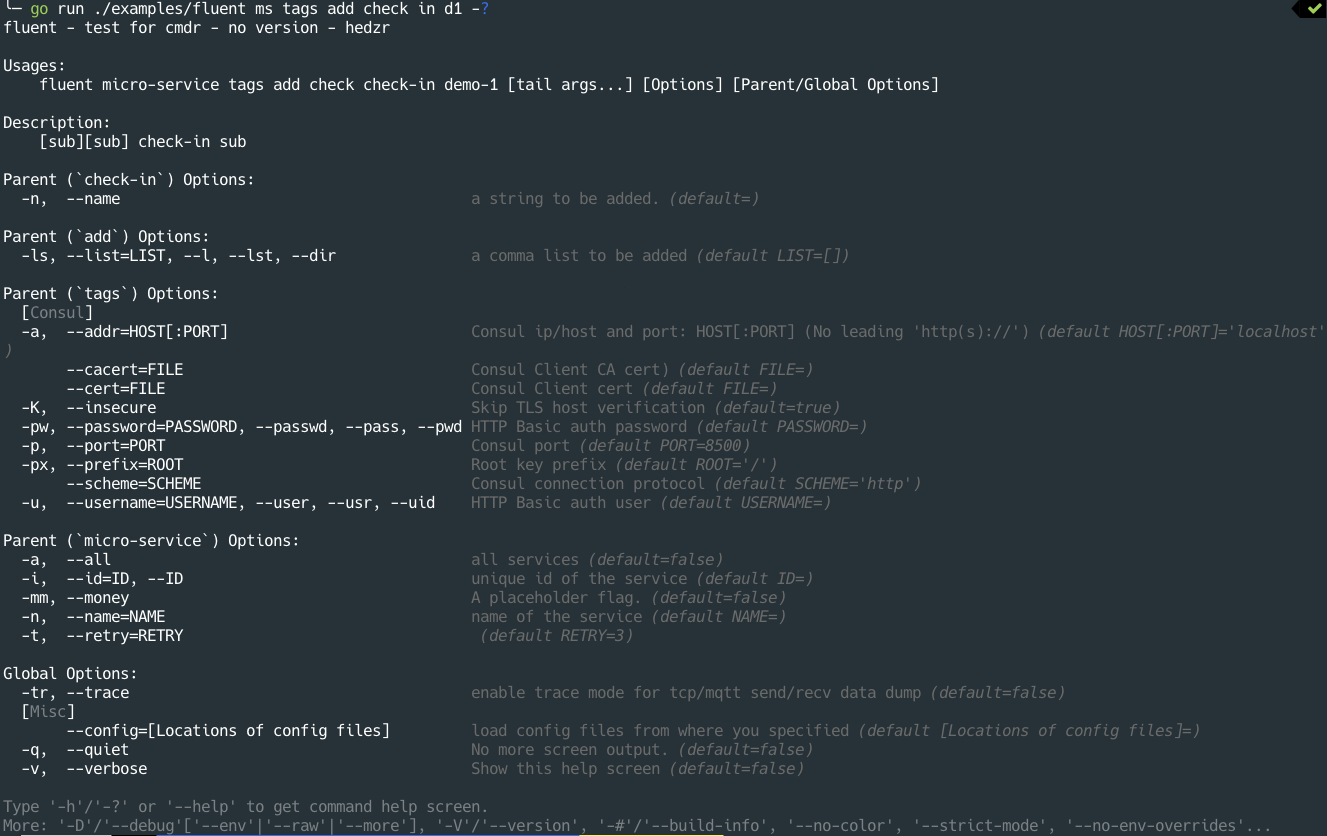 ╰─ go run ./examples/fluent ms tags add check in d1 -? ✔
fluent - test for cmdr - no version - hedzr
Usages:
fluent micro-service tags add check check-in demo-1 [tail args...] [Options] [Parent/Global Options]
Description:
[sub][sub] check-in sub
Parent (`check-in`) Options:
-n, --name a string to be added. (default=)
Parent (`add`) Options:
-ls, --list=LIST, --l, --lst, --dir a comma list to be added (default LIST=[])
Parent (`tags`) Options:
[Consul]
-a, --addr=HOST[:PORT] Consul ip/host and port: HOST[:PORT] (No leading 'http(s)://') (default HOST[:PORT]='localhost'
)
--cacert=FILE Consul Client CA cert) (default FILE=)
--cert=FILE Consul Client cert (default FILE=)
-K, --insecure Skip TLS host verification (default=true)
-pw, --password=PASSWORD, --passwd, --pass, --pwd HTTP Basic auth password (default PASSWORD=)
-p, --port=PORT Consul port (default PORT=8500)
-px, --prefix=ROOT Root key prefix (default ROOT='/')
--scheme=SCHEME Consul connection protocol (default SCHEME='http')
-u, --username=USERNAME, --user, --usr, --uid HTTP Basic auth user (default USERNAME=)
Parent (`micro-service`) Options:
-a, --all all services (default=false)
-i, --id=ID, --ID unique id of the service (default ID=)
-mm, --money A placeholder flag. (default=false)
-n, --name=NAME name of the service (default NAME=)
-t, --retry=RETRY (default RETRY=3)
Global Options:
-tr, --trace enable trace mode for tcp/mqtt send/recv data dump (default=false)
[Misc]
--config=[Locations of config files] load config files from where you specified (default [Locations of config files]=)
-q, --quiet No more screen output. (default=false)
-v, --verbose Show this help screen (default=false)
Type '-h'/'-?' or '--help' to get command help screen.
More: '-D'/'--debug'['--env'|'--raw'|'--more'], '-V'/'--version', '-#'/'--build-info', '--no-color', '--strict-mode', '--no-env-overrides'...